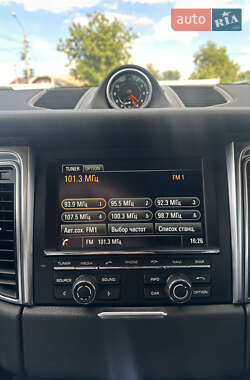 auto.ria
.com
TUNER OPTION
101.3 МГц FM 1
93.9 МГц 1 95.5 МГц 2 92.3 МГц 3
107.5 МГц 4 100.3 МГц 5 98.7 МГц 6
Авт.сох. FM1 Выбор частот Список станц.
FM 101.3 МГц 16:26
TUNER MEDIA PHONE NAVI MAP
SOURCE SOUND INFO BACK
CAR OPTION